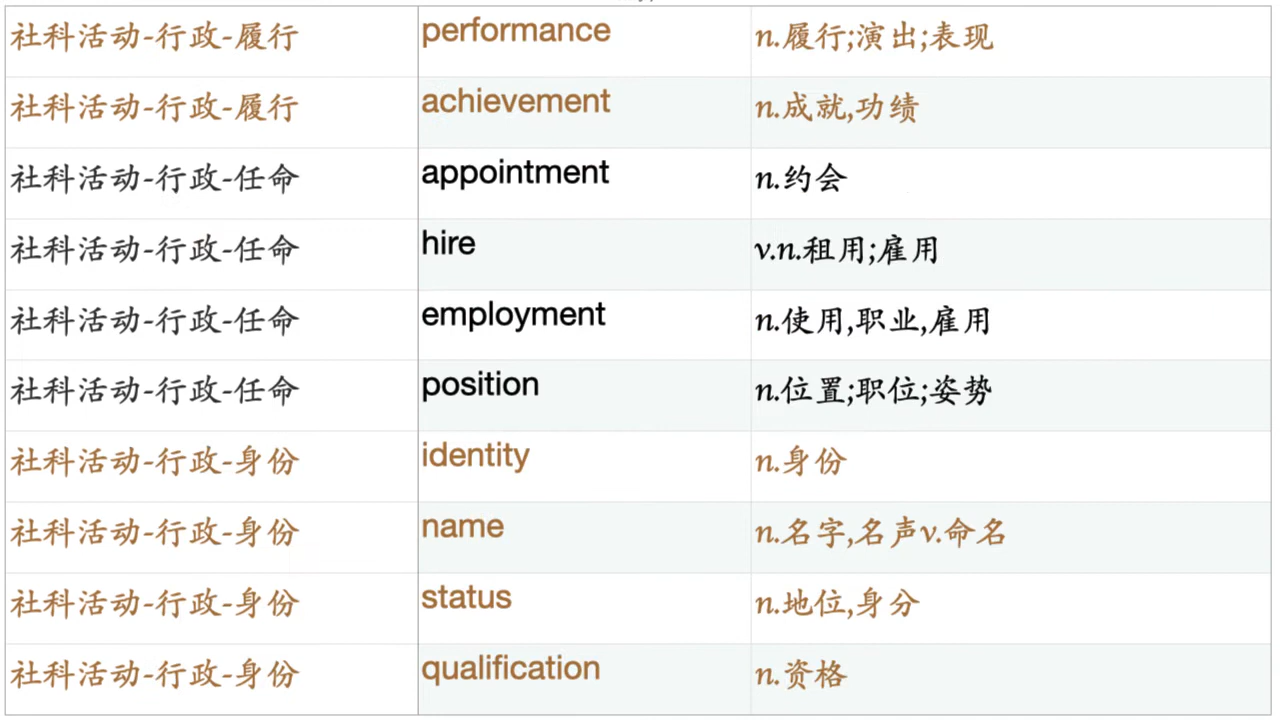 社科活动-行政-履行 performance n.履行;演出;表现
社科活动-行政-履行 achievement n.成就,功绩
社科活动-行政-任命 appointment n.约会
社科活动-行政-任命 hire v.n.租用;雇用
社科活动-行政-任命 employment n.使用,职业,雇用
社科活动-行政-任命 position n.位置;职位;姿势
社科活动-行政-身份 identity n.身份
社科活动-行政-身份 name n.名字,名声v.命名
社科活动-行政-身份 status n.地位,身分
社科活动-行政-身份 qualification n.资格